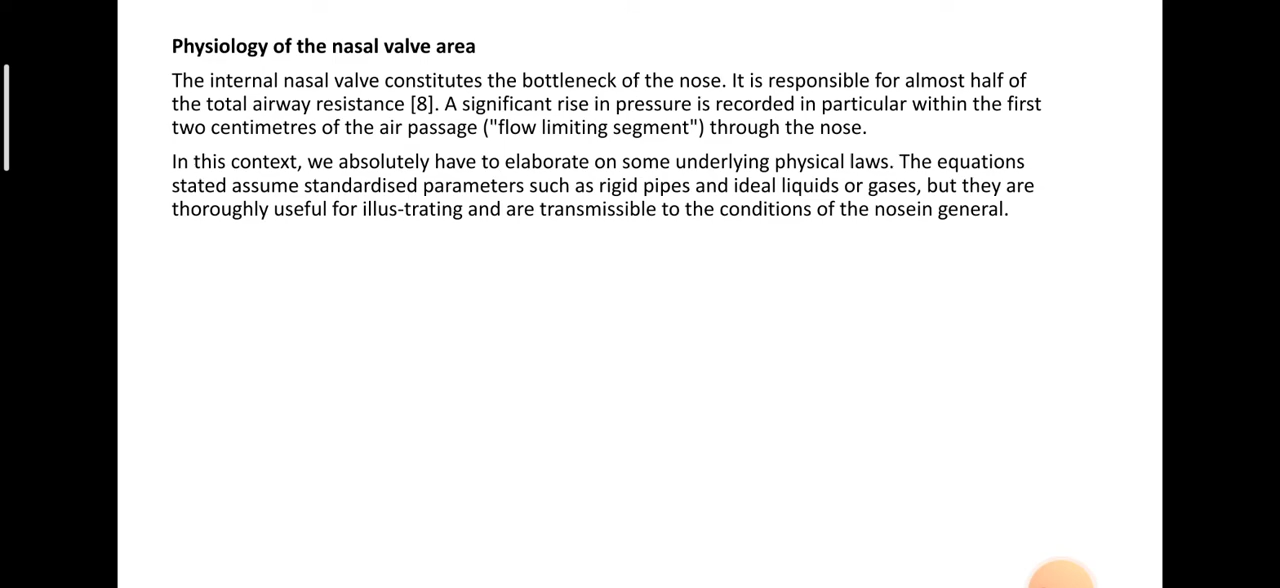 Physiology of the nasal valve area
The internal nasal valve constitutes the bottleneck of the nose. It is responsible for almost half of
the total airway resistance [8]. A significant rise in pressure is recorded in particular within the first
two centimetres of the air passage ("flow limiting segment") through the nose.
In this context, we absolutely have to elaborate on some underlying physical laws. The equations
stated assume standardised parameters such as rigid pipes and ideal liquids or gases, but they are
thoroughly useful for illus-trating and are transmissible to the conditions of the nosein general.